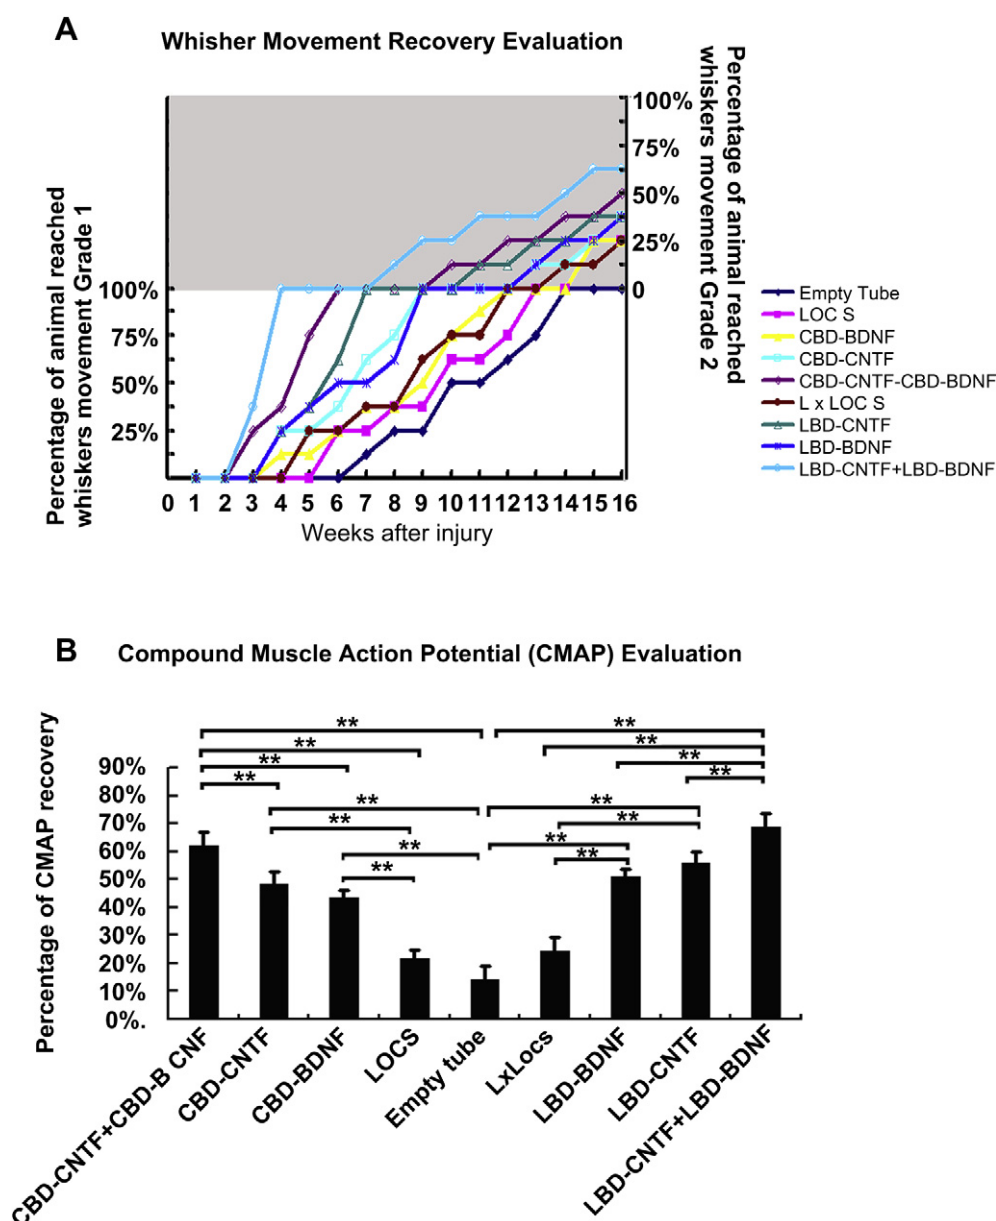 A
Whisher Movement Recovery Evaluation
Percentage of animal reached
whiskers movement Grade 2
100%
75%
50%
25%
0
Percentage of animal reached
whiskers movement Grade 1
100%
75%
50%
25%
0 1 2 3 4 5 6 7 8 9 10 11 12 13 14 15 16
Weeks after injury
Empty Tube
LOC S
CBD-BDNF
CBD-CNTF
CBD-CNTF-CBD-BDNF
L x LOC S
LBD-CNTF
LBD-BDNF
LBD-CNTF+LBD-BDNF
B
Compound Muscle Action Potential (CMAP) Evaluation
Percentage of CMAP recovery
90%
80%
70%
60%
50%
40%
30%
20%
10%
0%.
** **
** **
** **
** **
** **
** **
** **
** **
CBD-CNTF+CBD-B CNF
CBD-CNTF
CBD-BDNF
LOCS
Empty tube
LxLocs
LBD-BDNF
LBD-CNTF
LBD-CNTF+LBD-BDNF